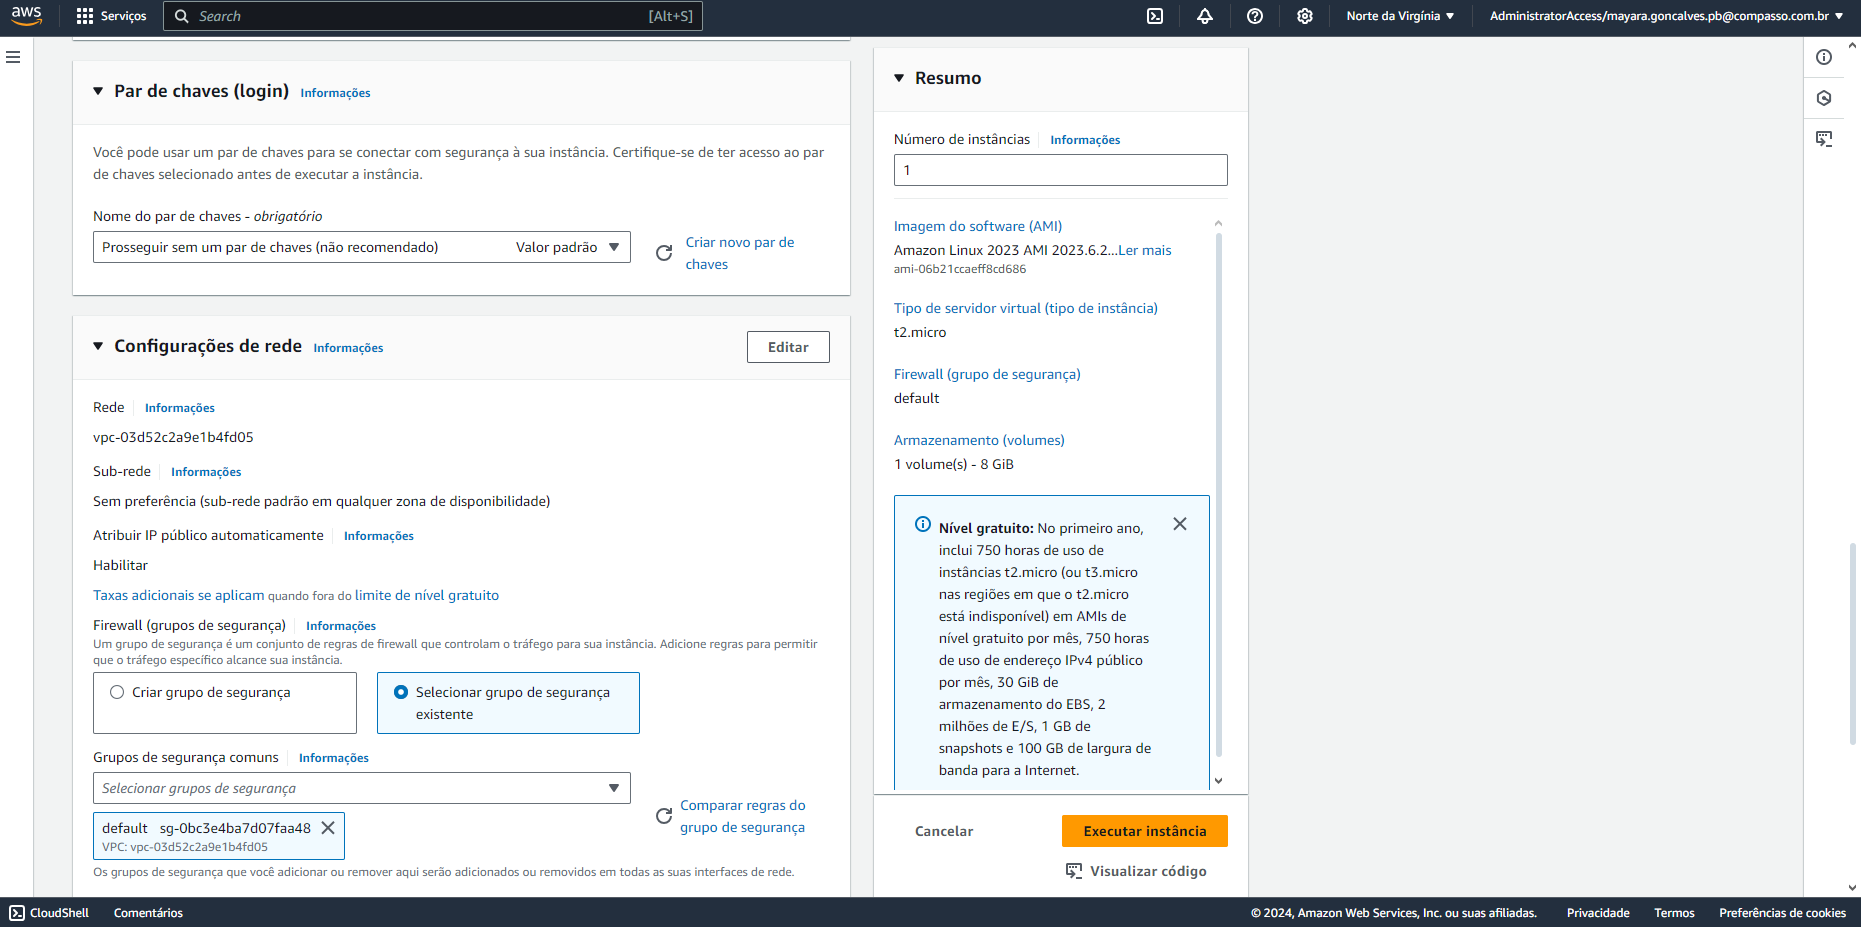 aws
Serviços
Search
[Alt+S]
Norte da Virgínia
AdministratorAccess/mayara.goncalves.pb@compasso.com.br
Par de chaves (login) Informações
Você pode usar um par de chaves para se conectar com segurança à sua instância. Certifique-se de ter acesso ao par
de chaves selecionado antes de executar a instância.
Nome do par de chaves - obrigatório
Prosseguir sem um par de chaves (não recomendado) Valor padrão
Criar novo par de
chaves
Configurações de rede Informações
Editar
Rede Informações
vpc-03d52c2a9e1b4fd05
Sub-rede Informações
Sem preferência (sub-rede padrão em qualquer zona de disponibilidade)
Atribuir IP público automaticamente Informações
Habilitar
Taxas adicionais se aplicam quando fora do limite de nível gratuito
Firewall (grupos de segurança) Informações
Um grupo de segurança é um conjunto de regras de firewall que controlam o tráfego para sua instância. Adicione regras para permitir
que o tráfego específico alcance sua instância.
Criar grupo de segurança
Selecionar grupo de segurança
existente
Grupos de segurança comuns Informações
Selecionar grupos de segurança
default sg-0bc3e4ba7d07faa48
VPC: vpc-03d52c2a9e1b4fd05
Comparar regras do
grupo de segurança
Os grupos de segurança que você adicionar ou remover aqui serão adicionados ou removidos em todas as suas interfaces de rede.
Resumo
Número de instâncias Informações
1
Imagem do software (AMI)
Amazon Linux 2023 AMI 2023.6.2...Ler mais
ami-06b21ccaeff8cd686
Tipo de servidor virtual (tipo de instância)
t2.micro
Firewall (grupo de segurança)
default
Armazenamento (volumes)
1 volume(s) - 8 GiB
Nível gratuito: No primeiro ano,
inclui 750 horas de uso de
instâncias t2.micro (ou t3.micro
nas regiões em que o t2.micro
está indisponível) em AMIs de
nível gratuito por mês, 750 horas
de uso de endereço IPv4 público
por mês, 30 GiB de
armazenamento do EBS, 2
milhões de E/S, 1 GB de
snapshots e 100 GB de largura de
banda para a Internet.
Cancelar
Executar instância
Visualizar código
CloudShell
Comentários
© 2024, Amazon Web Services, Inc. ou suas afiliadas.
Privacidade
Termos
Preferências de cookies